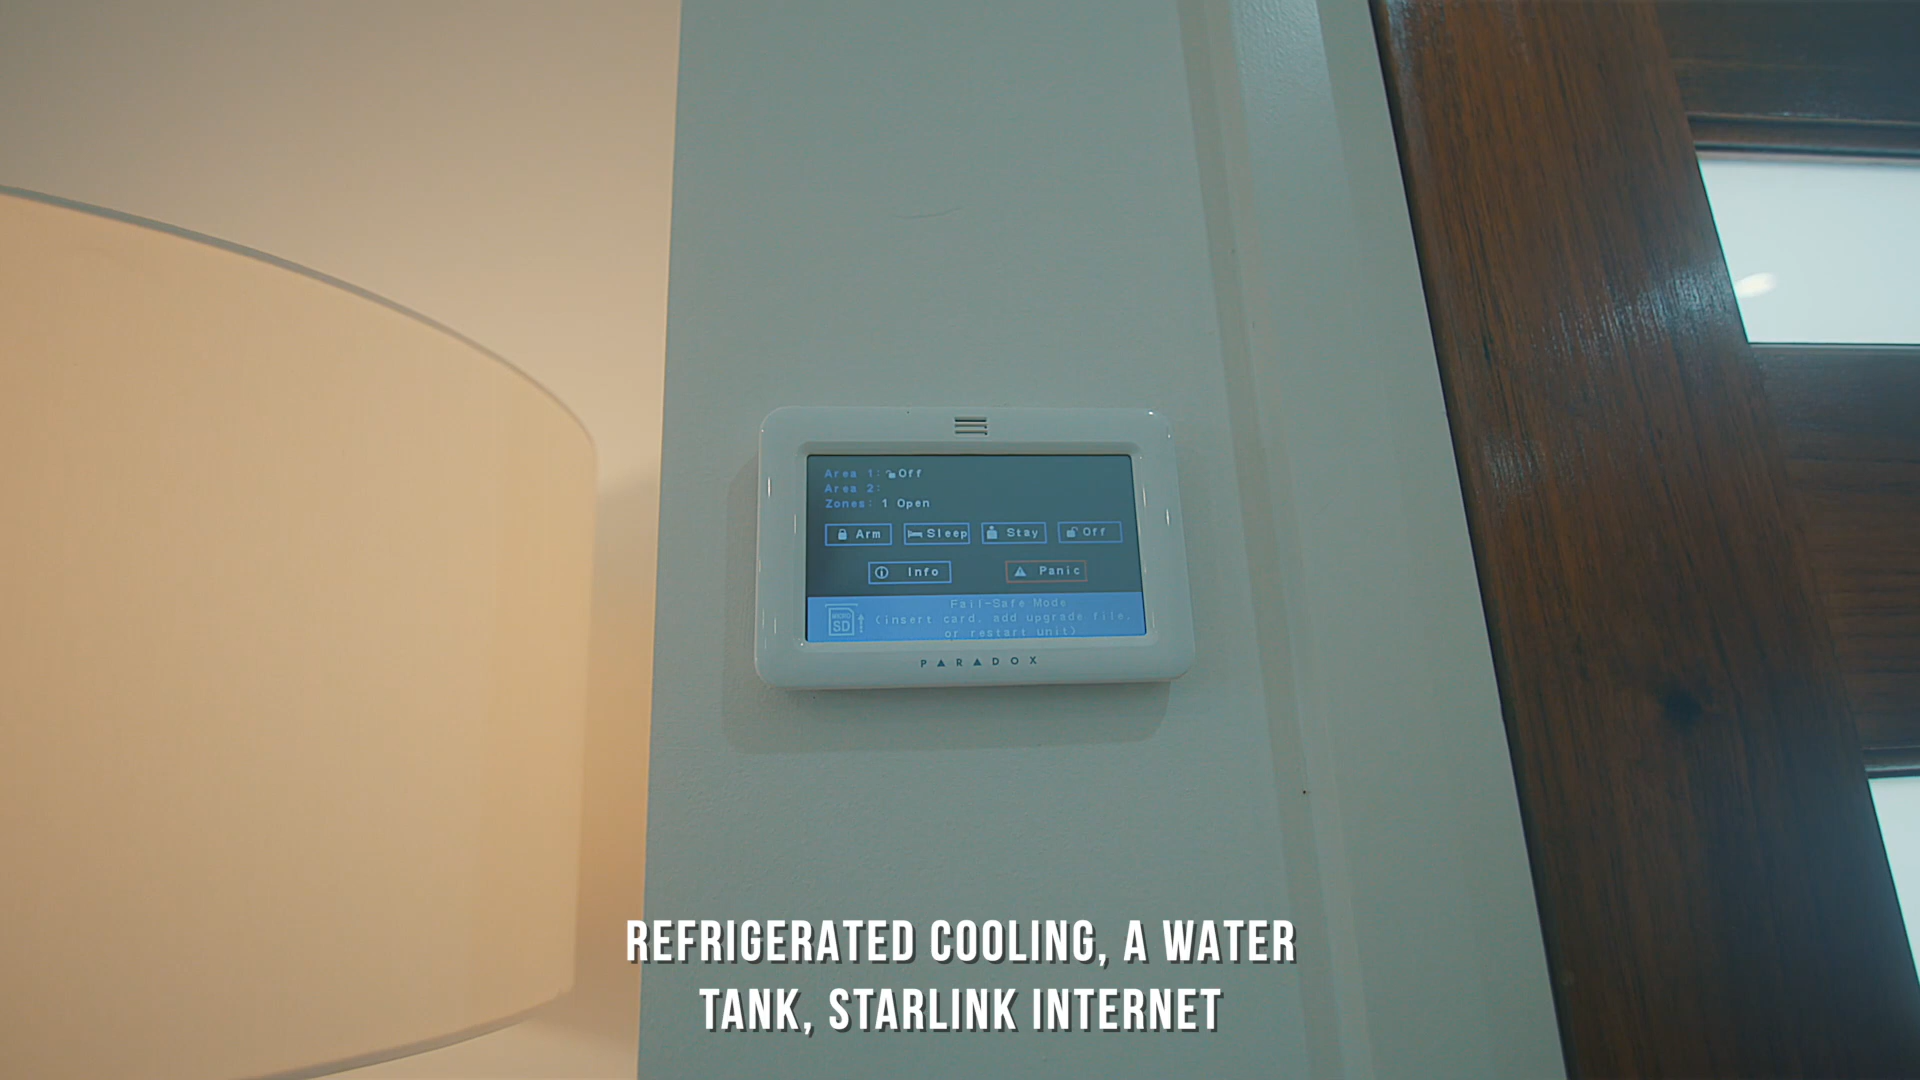 Area 1: Off
Area 2:
Zones: 1 Open
Arm Sleep Stay Off
Info Panic
Fail-Safe Mode
MICRO SD (insert card, add upgrade file,
or restart unit)
PARADOX
REFRIGERATED COOLING, A WATER
TANK, STARLINK INTERNET